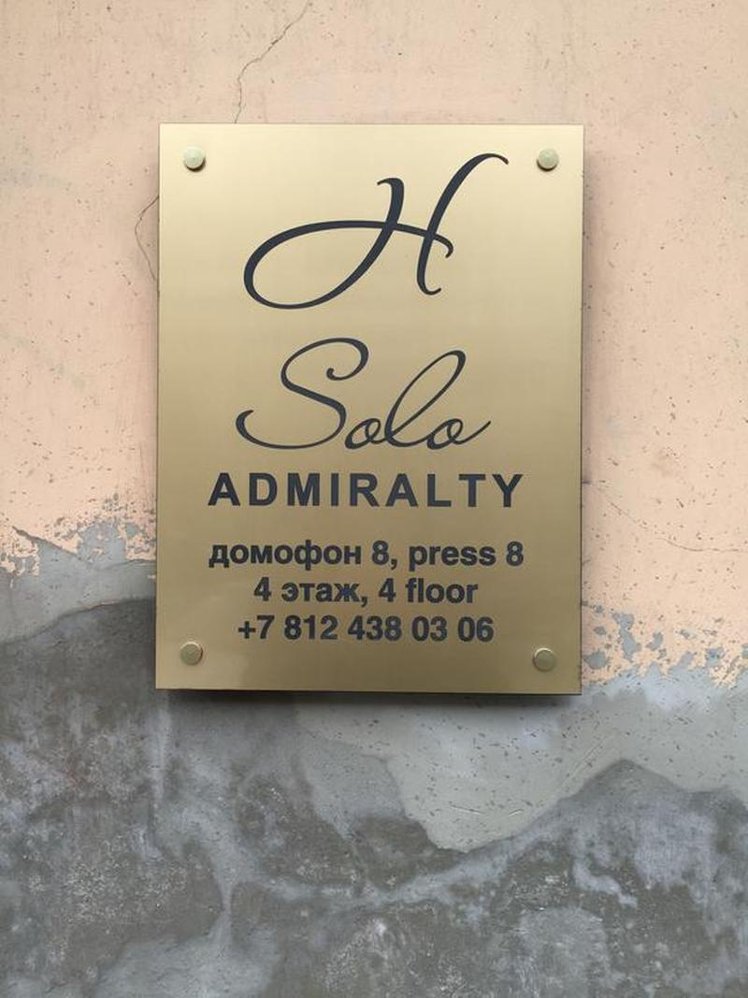 H
Solo
ADMIRALTY
домофон 8, press 8
4 этаж, 4 floor
+7 812 438 03 06